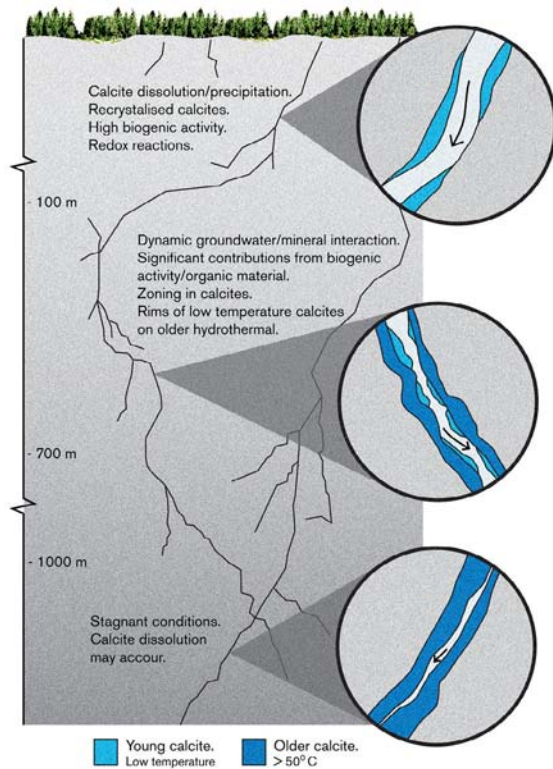 Calcite dissolution/precipitation.
Recrystalised calcites.
High biogenic activity.
Redox reactions.
- 100 m
Dynamic groundwater/mineral interaction.
Significant contributions from biogenic
activity/organic material.
Zoning in calcites.
Rims of low temperature calcites
on older hydrothermal.
- 700 m
- 1000 m
Stagnant conditions.
Calcite dissolution
may accour.
Young calcite.
Low temperature
Older calcite.
> 50° C